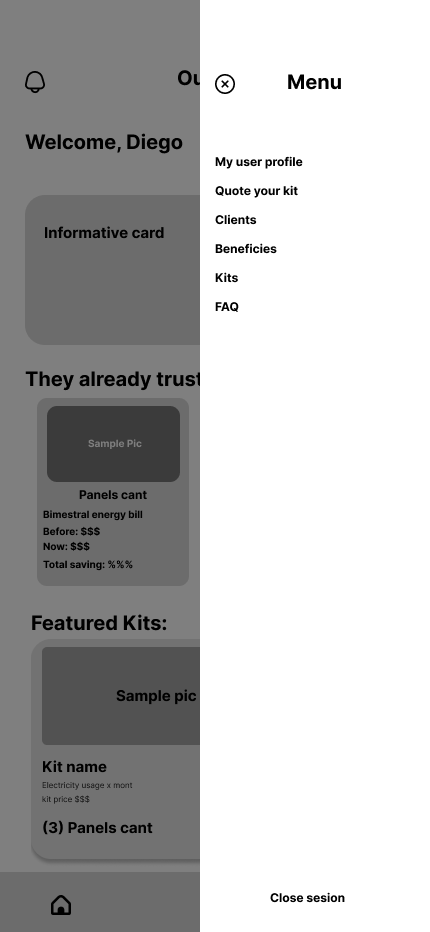 Ou
Menu
Welcome, Diego
My user profile
Quote your kit
Clients
Beneficies
Kits
FAQ
Informative card
They already trust
Sample Pic
Panels cant
Bimestral energy bill
Before: $$$
Now: $$$
Total saving: %%%
Featured Kits:
Sample pic
Kit name
Electricity usage x mont
kit price $$$
(3) Panels cant
Close sesion